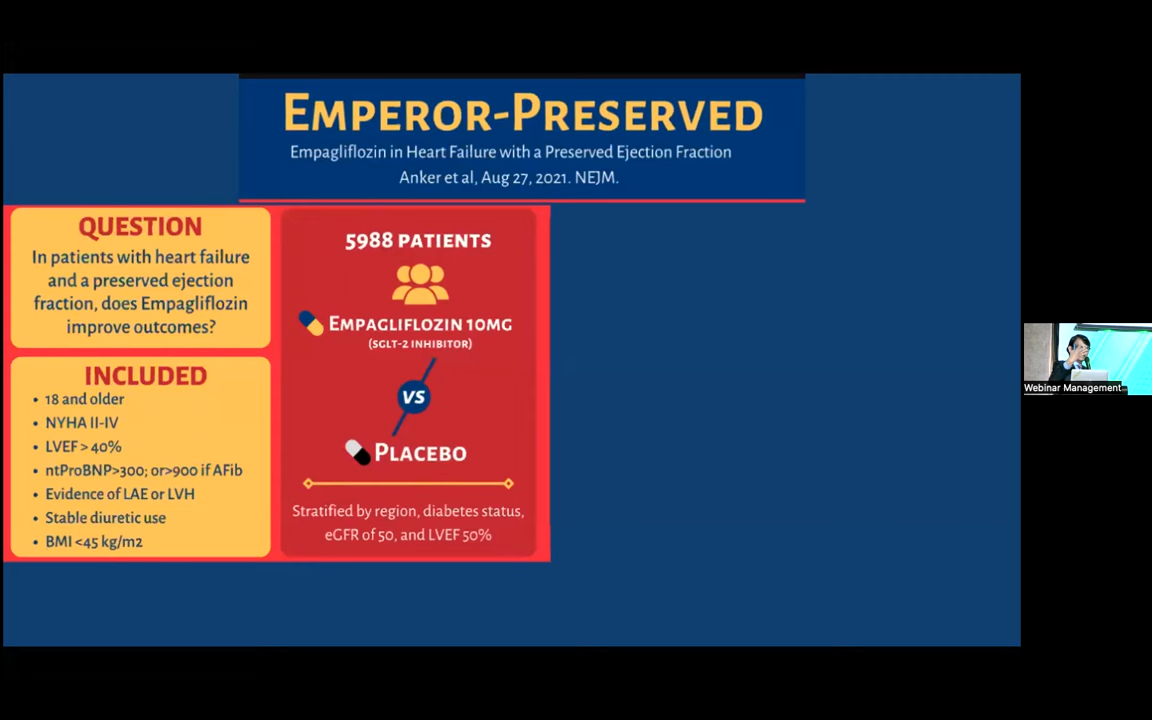 EMPEROR-PRESERVED
Empagliflozin in Heart Failure with a Preserved Ejection Fraction
Anker et al, Aug 27, 2021. NEJM.
QUESTION
In patients with heart failure
and a preserved ejection
fraction, does Empagliflozin
improve outcomes?
INCLUDED
• 18 and older
• NYHA II-IV
• LVEF > 40%
• ntProBNP>300; or>900 if AFib
• Evidence of LAE or LVH
• Stable diuretic use
• BMI <45 kg/m2
5988 PATIENTS
EMPAGLIFLOZIN 10MG
(SGLT-2 INHIBITOR)
VS
PLACEBO
Stratified by region, diabetes status,
eGFR of 50, and LVEF 50%
Webinar Management...